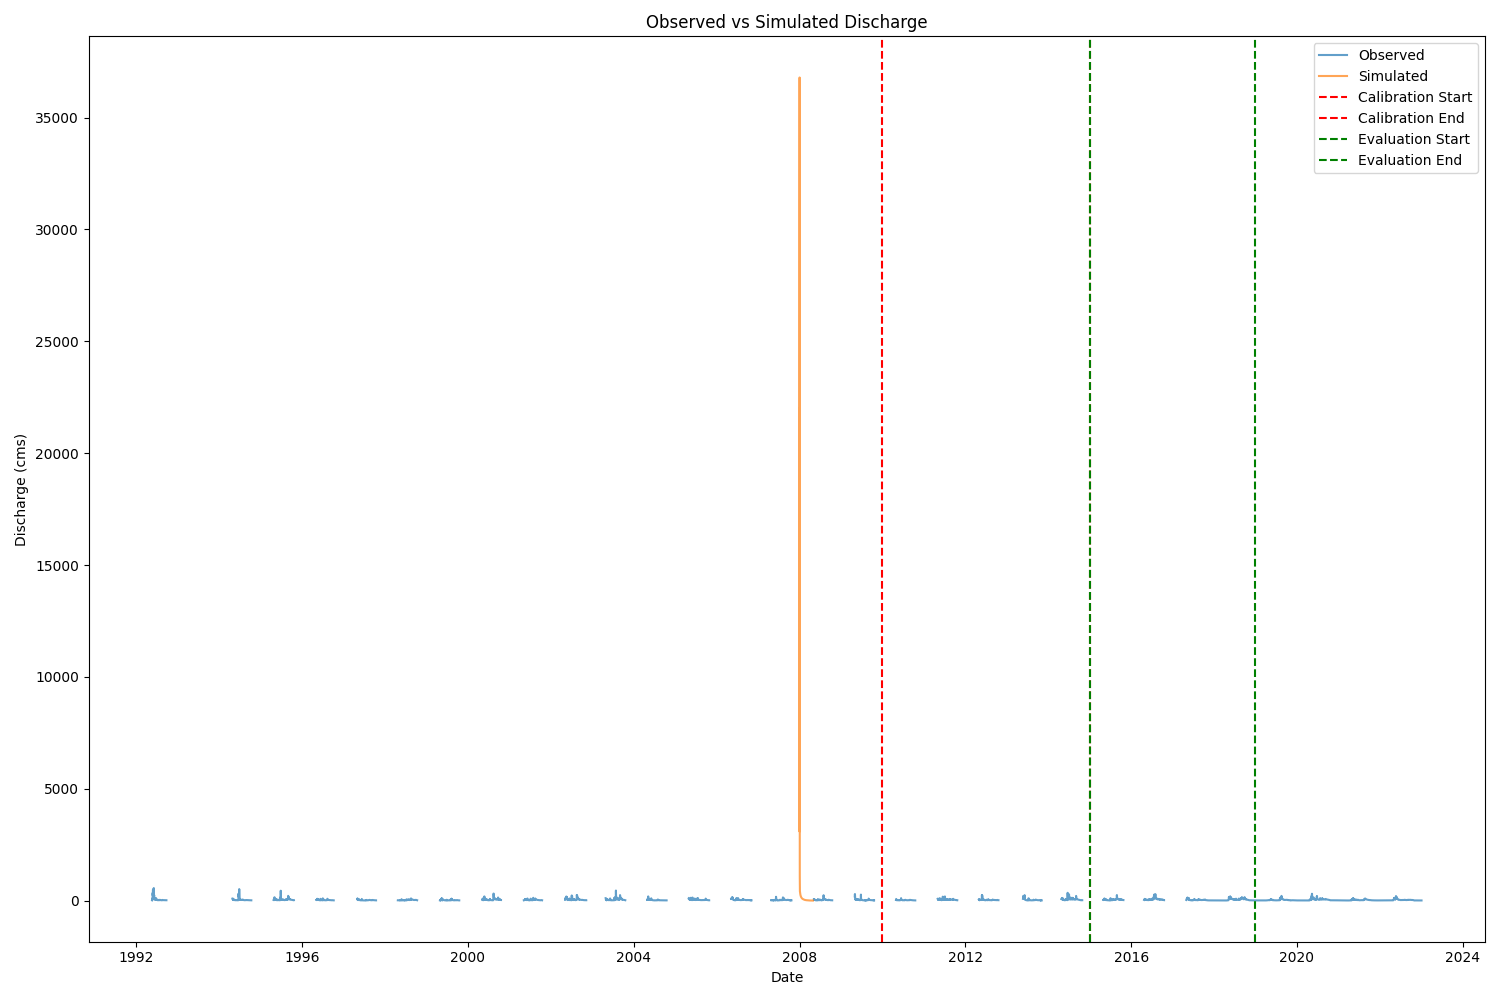 Observed vs Simulated Discharge
Observed
Simulated
Calibration Start
Calibration End
Evaluation Start
Evaluation End
35000
30000
25000
20000
15000
10000
5000
0
Discharge (cms)
1992
1996
2000
2004
2008
2012
2016
2020
2024
Date